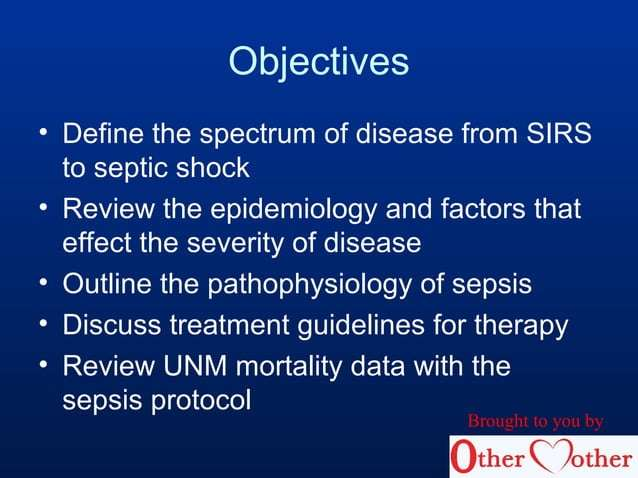 Objectives
• Define the spectrum of disease from SIRS
to septic shock
• Review the epidemiology and factors that
effect the severity of disease
• Outline the pathophysiology of sepsis
• Discuss treatment guidelines for therapy
• Review UNM mortality data with the
sepsis protocol
Brought to you by
Other other